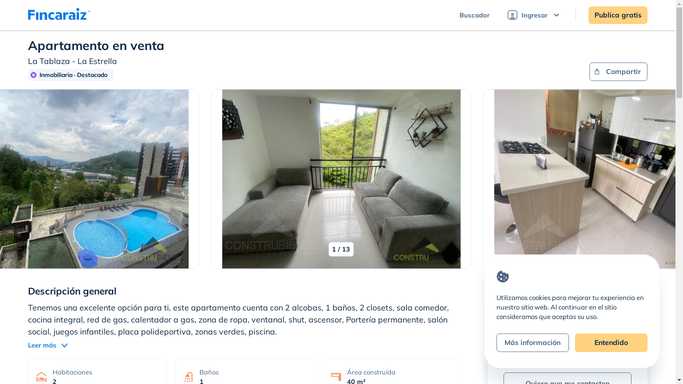 Fincaraiz
Buscador
Ingresar
Publica gratis
Apartamento en venta
La Tablaza - La Estrella
Inmobiliaria · Destacado
Compartir
CONSTRUBIE
CONSTRU
1 / 13
Descripción general
Tenemos una excelente opción para ti, este apartamento cuenta con 2 alcobas, 1 baños, 2 closets, sala comedor,
cocina integral, red de gas, calentador a gas, zona de ropa, ventanal, shut, ascensor, Portería permanente, salón
social, juegos infantiles, placa polideportiva, zonas verdes, piscina.
Leer más
Habitaciones
2
Baños
1
Área construida
40 m²
Utilizamos cookies para mejorar tu experiencia en
nuestro sitio web. Al continuar en el sitio
consideramos que aceptas su uso.
Más información
Entendido
Quiero que me contacten